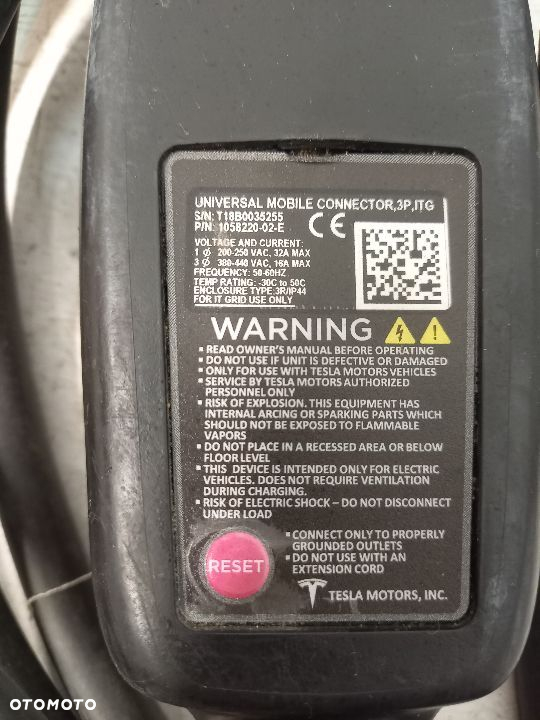 UNIVERSAL MOBILE CONNECTOR,3P,ITG
S/N: T18B0035255
P/N: 1058220-02-E
CE
VOLTAGE AND CURRENT:
1 ϕ 200-250 VAC, 32A MAX
3 ϕ 380-440 VAC, 16A MAX
FREQUENCY: 50-60HZ
TEMP RATING: -30C to 50C
ENCLOSURE TYPE:3R/IP44
FOR IT GRID USE ONLY
WARNING
▪ READ OWNER'S MANUAL BEFORE OPERATING
▪ DO NOT USE IF UNIT IS DEFECTIVE OR DAMAGED
▪ ONLY FOR USE WITH TESLA MOTORS VEHICLES
▪ SERVICE BY TESLA MOTORS AUTHORIZED
PERSONNEL ONLY
▪ RISK OF EXPLOSION. THIS EQUIPMENT HAS
INTERNAL ARCING OR SPARKING PARTS WHICH
SHOULD NOT BE EXPOSED TO FLAMMABLE
VAPORS
▪ DO NOT PLACE IN A RECESSED AREA OR BELOW
FLOOR LEVEL
▪ THIS DEVICE IS INTENDED ONLY FOR ELECTRIC
VEHICLES. DOES NOT REQUIRE VENTILATION
DURING CHARGING.
▪ RISK OF ELECTRIC SHOCK – DO NOT DISCONNECT
UNDER LOAD
▪ CONNECT ONLY TO PROPERLY
GROUNDED OUTLETS
▪ DO NOT USE WITH AN
EXTENSION CORD
RESET
TESLA MOTORS, INC.
OTOMOTO